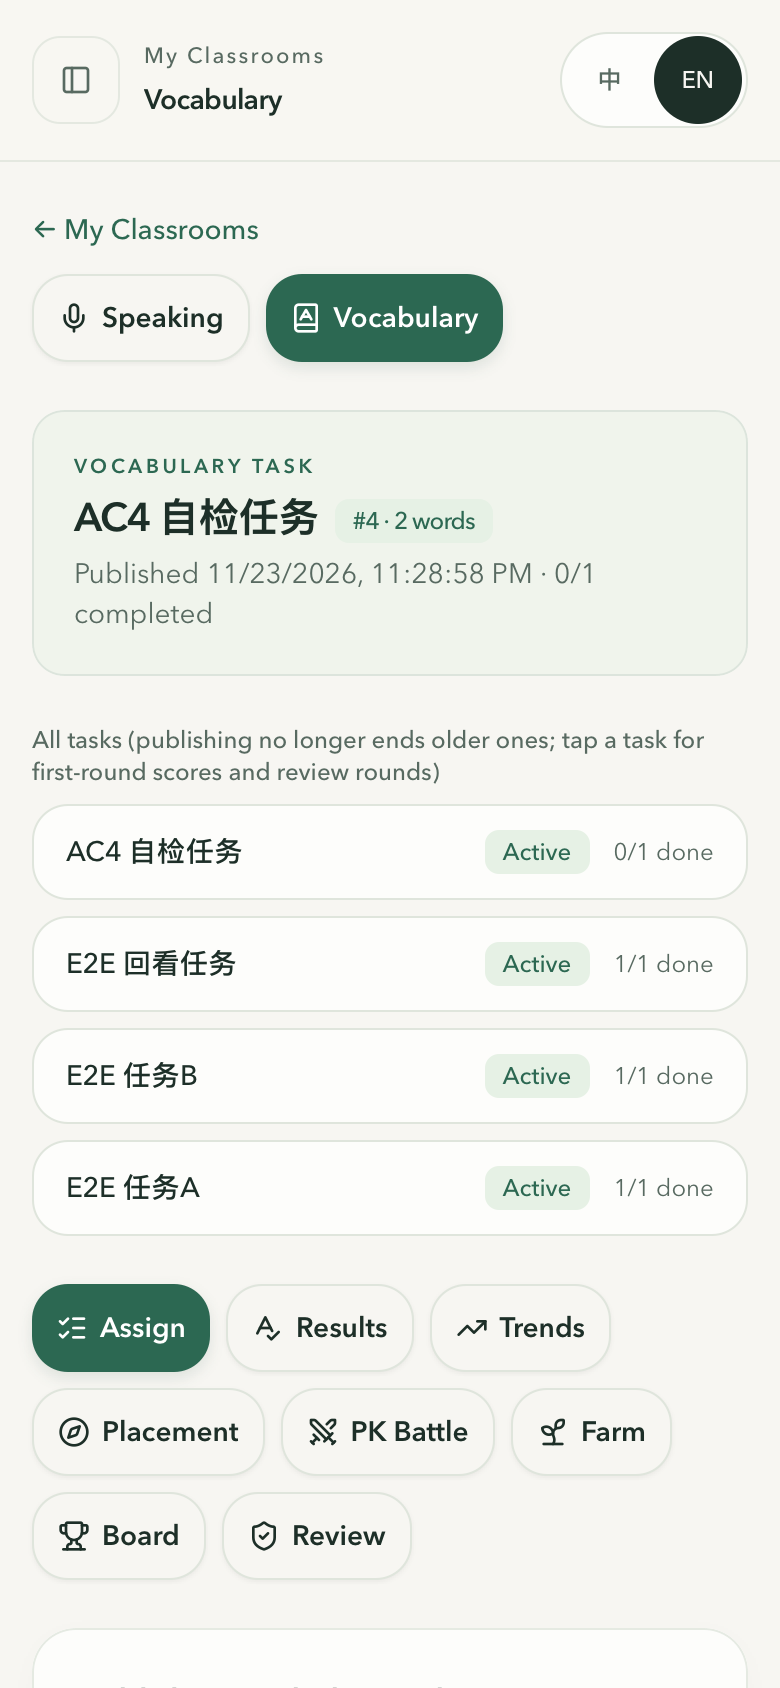 My Classrooms
Vocabulary
中
EN
← My Classrooms
Speaking
Vocabulary
VOCABULARY TASK
AC4 自检任务
#4 · 2 words
Published 11/23/2026, 11:28:58 PM · 0/1
completed
All tasks (publishing no longer ends older ones; tap a task for
first-round scores and review rounds)
AC4 自检任务
Active
0/1 done
E2E 回看任务
Active
1/1 done
E2E 任务B
Active
1/1 done
E2E 任务A
Active
1/1 done
Assign
Results
Trends
Placement
PK Battle
Farm
Board
Review